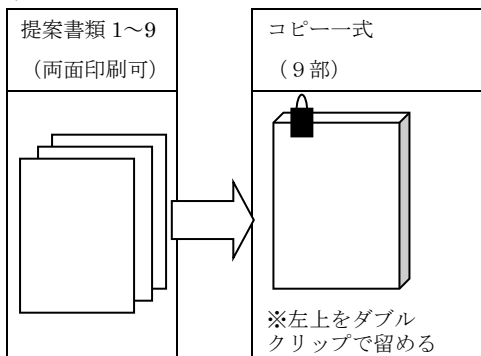 提案書類 1～9
（両面印刷可）
コピー一式
（９部）
※左上をダブル
クリップで留める